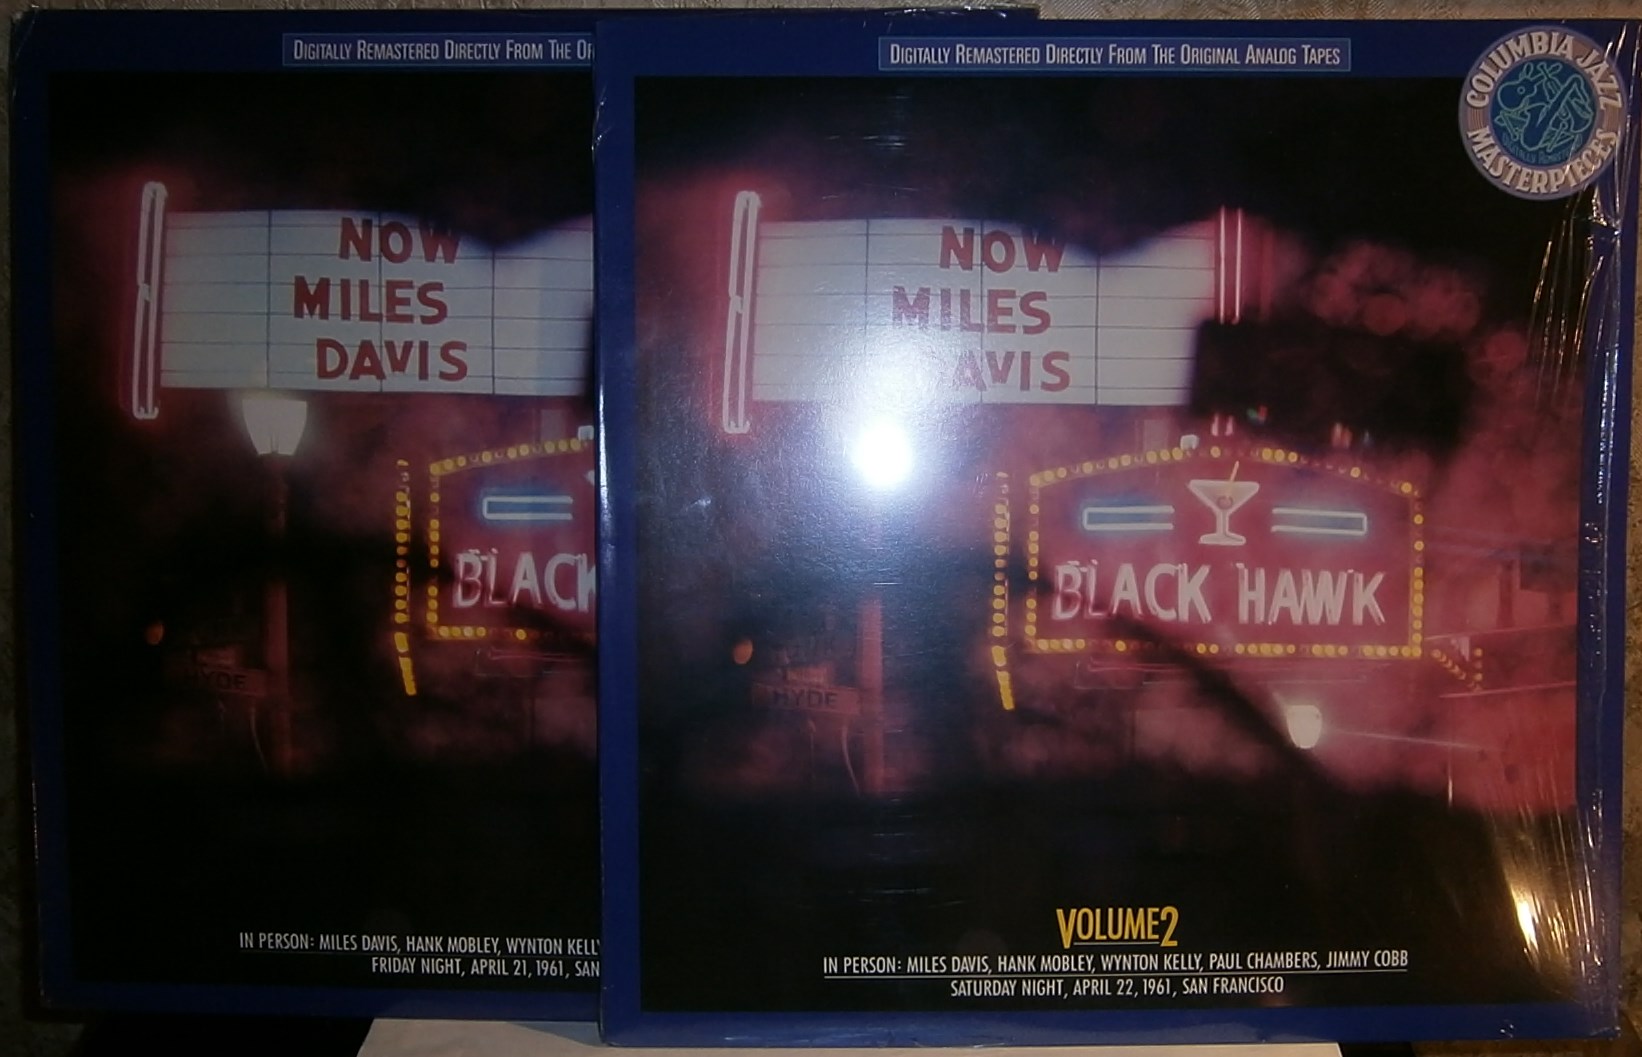 DIGITALLY REMASTERED DIRECTLY FROM THE OR
NOW
MILES
DAVIS
BLACK
HYDE
IN PERSON: MILES DAVIS, HANK MOBLEY, WYNTON KELLY
FRIDAY NIGHT, APRIL 21, 1961, SAN
DIGITALLY REMASTERED DIRECTLY FROM THE ORIGINAL ANALOG TAPES
COLUMBIA JAZZ
MASTERPIECES
NOW
MILES
DAVIS
BLACK HAWK
HYDE
VOLUME 2
IN PERSON: MILES DAVIS, HANK MOBLEY, WYNTON KELLY, PAUL CHAMBERS, JIMMY COBB
SATURDAY NIGHT, APRIL 22, 1961, SAN FRANCISCO